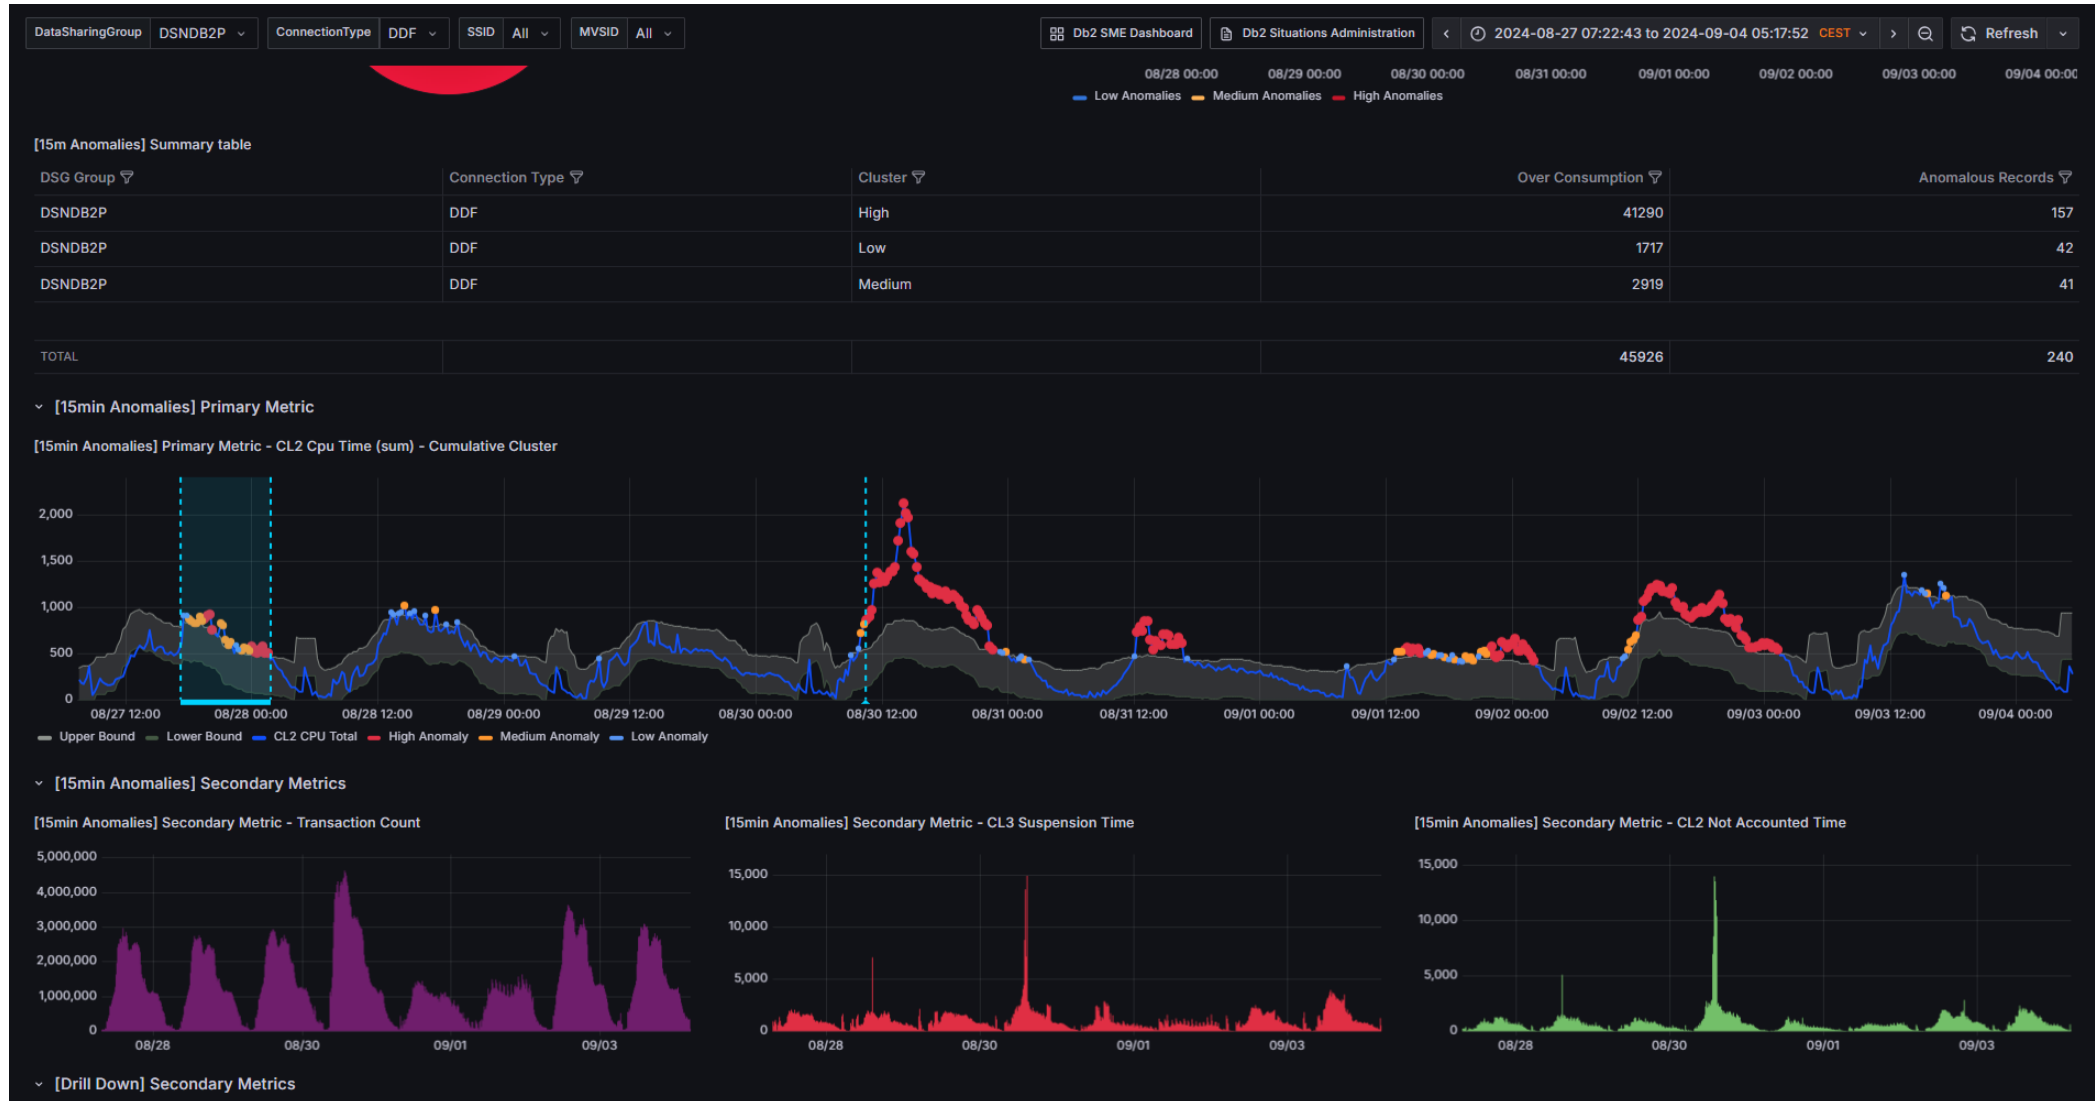 DataSharingGroup DSNDB2P ConnectionType DDF SSID All MVSID All Db2 SME Dashboard Db2 Situations Administration 2024-08-27 07:22:43 to 2024-09-04 05:17:52 CEST Refresh
08/28 00:00 08/29 00:00 08/30 00:00 08/31 00:00 09/01 00:00 09/02 00:00 09/03 00:00 09/04 00:00
Low Anomalies Medium Anomalies High Anomalies
[15m Anomalies] Summary table
DSG Group Connection Type Cluster Over Consumption Anomalous Records
DSNDB2P DDF High 41290 157
DSNDB2P DDF Low 1717 42
DSNDB2P DDF Medium 2919 41
TOTAL 45926 240
[15min Anomalies] Primary Metric
[15min Anomalies] Primary Metric - CL2 Cpu Time (sum) - Cumulative Cluster
2,000
1,500
1,000
500
0
08/27 12:00 08/28 00:00 08/28 12:00 08/29 00:00 08/29 12:00 08/30 00:00 08/30 12:00 08/31 00:00 08/31 12:00 09/01 00:00 09/01 12:00 09/02 00:00 09/02 12:00 09/03 00:00 09/03 12:00 09/04 00:00
Upper Bound Lower Bound CL2 CPU Total High Anomaly Medium Anomaly Low Anomaly
[15min Anomalies] Secondary Metrics
[15min Anomalies] Secondary Metric - Transaction Count
5,000,000
4,000,000
3,000,000
2,000,000
1,000,000
0
08/28 08/30 09/01 09/03
[15min Anomalies] Secondary Metric - CL3 Suspension Time
15,000
10,000
5,000
0
08/28 08/30 09/01 09/03
[15min Anomalies] Secondary Metric - CL2 Not Accounted Time
15,000
10,000
5,000
0
08/28 08/30 09/01 09/03
[Drill Down] Secondary Metrics